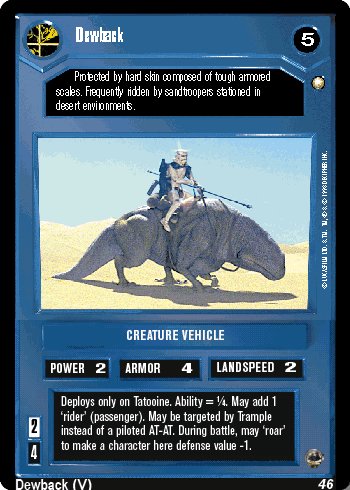 Dewback
5
Protected by hard skin composed of tough armored
scales. Frequently ridden by sandtroopers stationed in
desert environments.
CREATURE VEHICLE
POWER 2 ARMOR 4 LANDSPEED 2
Deploys only on Tatooine. Ability = ¼. May add 1
'rider' (passenger). May be targeted by Trample
instead of a piloted AT-AT. During battle, may 'roar'
to make a character here defense value -1.
2
4
Dewback (V) 46